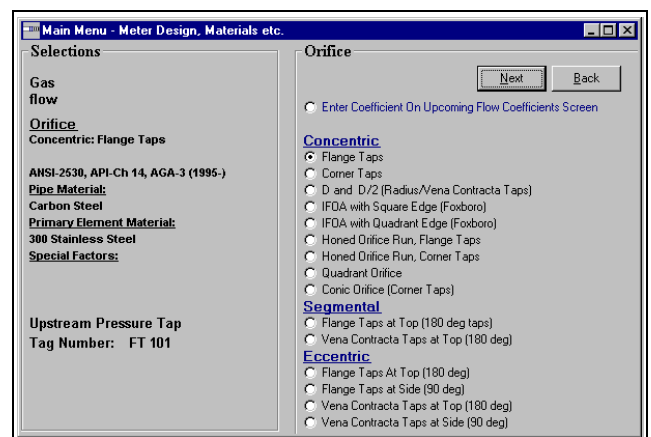 Main Menu - Meter Design, Materials etc.
Selections
Gas
flow
Orifice
Concentric: Flange Taps
ANSI-2530, API-Ch 14, AGA-3 (1995-)
Pipe Material:
Carbon Steel
Primary Element Material:
300 Stainless Steel
Special Factors:
Upstream Pressure Tap
Tag Number: FT 101
Orifice
Next Back
Enter Coefficient On Upcoming Flow Coefficients Screen
Concentric
Flange Taps
Corner Taps
D and D/2 (Radius/Vena Contracta Taps)
IFOA with Square Edge (Foxboro)
IFOA with Quadrant Edge (Foxboro)
Honed Orifice Run, Flange Taps
Honed Orifice Run, Corner Taps
Quadrant Orifice
Conic Orifice (Corner Taps)
Segmental
Flange Taps at Top (180 deg taps)
Vena Contracta Taps at Top (180 deg)
Eccentric
Flange Taps At Top (180 deg)
Flange Taps at Side (90 deg)
Vena Contracta Taps at Top (180 deg)
Vena Contracta Taps at Side (90 deg)